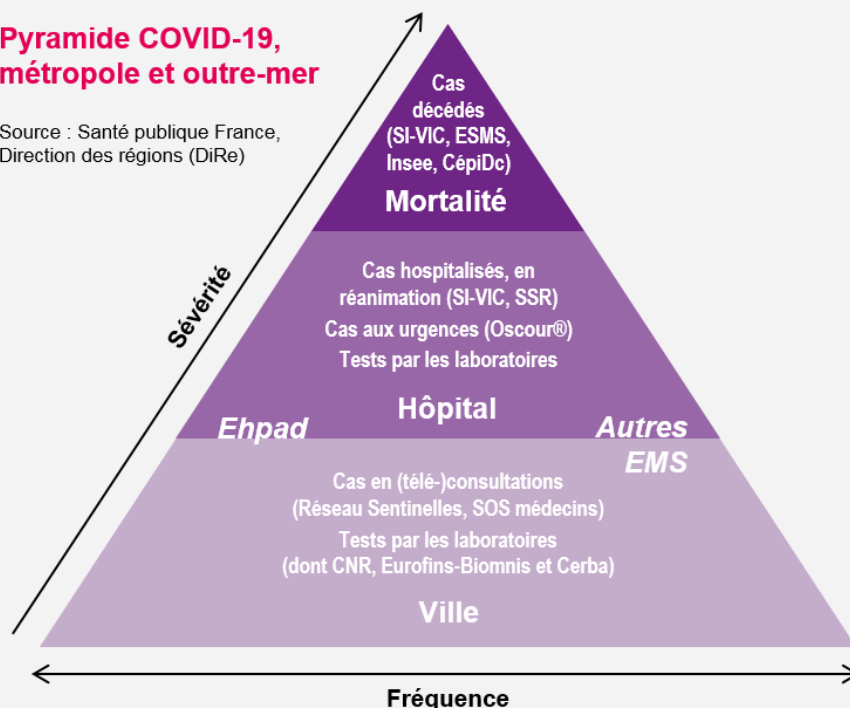 Pyramide COVID-19,
métropole et outre-mer
Source : Santé publique France,
Direction des régions (DiRe)
Sévérité
Cas
décédés
(SI-VIC, ESMS,
Insee, CépiDc)
Mortalité
Cas hospitalisés, en
réanimation (SI-VIC, SSR)
Cas aux urgences (Oscour®)
Tests par les laboratoires
Hôpital
Ehpad
Autres
EMS
Cas en (télé-)consultations
(Réseau Sentinelles, SOS médecins)
Tests par les laboratoires
(dont CNR, Eurofins-Biomnis et Cerba)
Ville
Fréquence